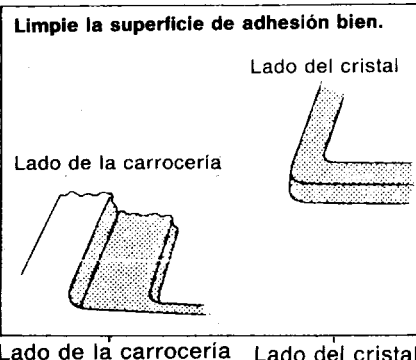 Limpie la superficie de adhesión bien.
Lado del cristal
Lado de la carrocería
Lado de la carrocería Lado del cristal